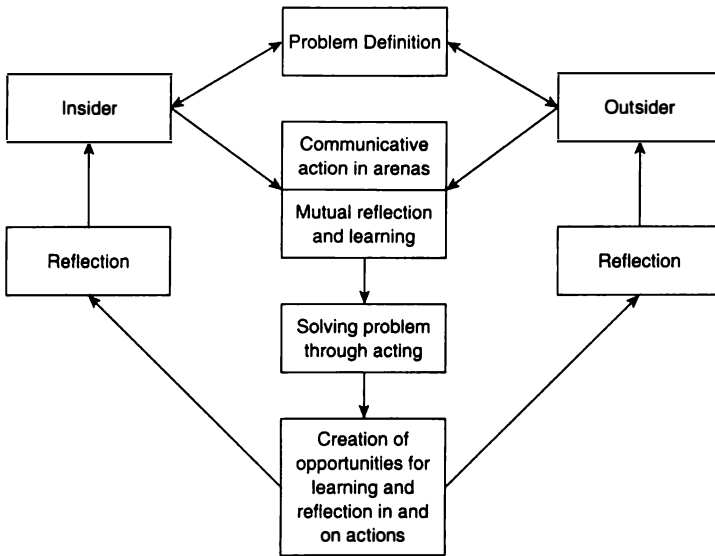 Problem Definition
Insider
Outsider
Communicative
action in arenas
Mutual reflection
and learning
Reflection
Reflection
Solving problem
through acting
Creation of
opportunities for
learning and
reflection in and
on actions